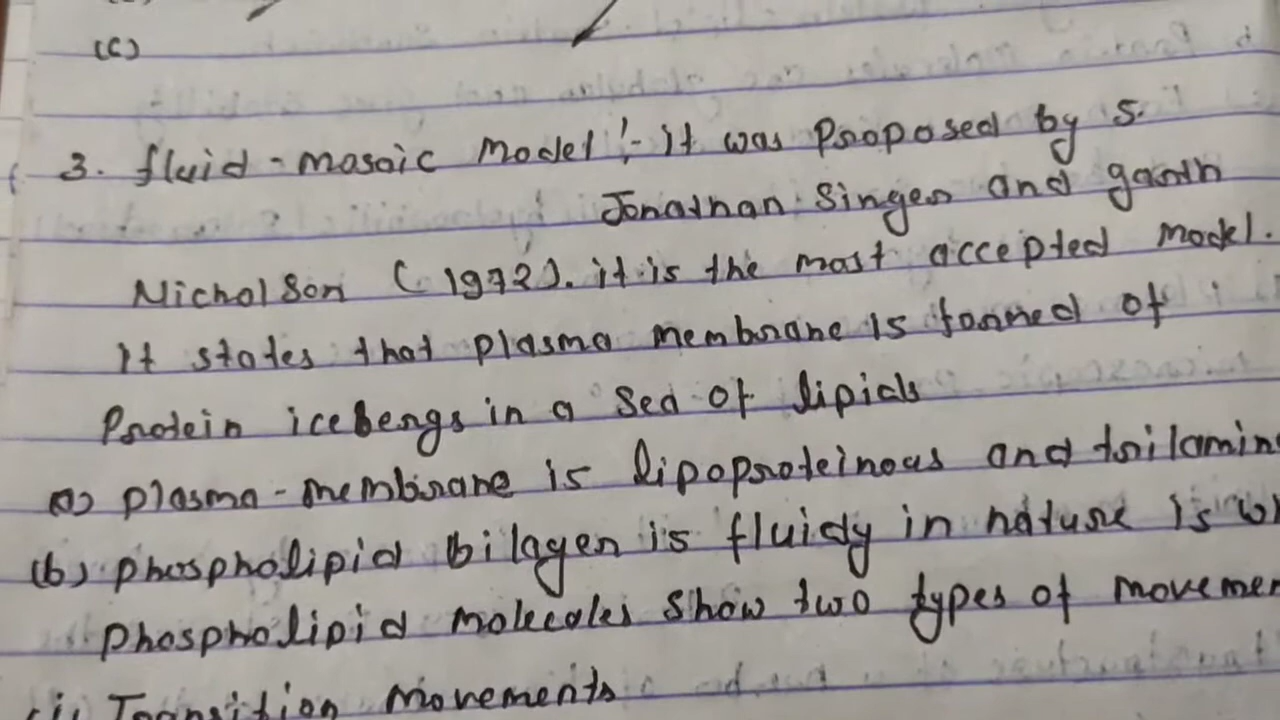 (c)
3. fluid-mosaic Model :- it was Proposed by S.
Jonathan Singer and garth
Nicholson (1972). it is the most accepted model.
It states that plasma membrane is formed of
Protein icebergs in a sea of lipids
(a) plasma-membrane is lipoproteinous and trilamin
(b) phospholipid bilayer is fluidy in nature is
phospholipid molecules show two types of movemen
(i) Transition movements